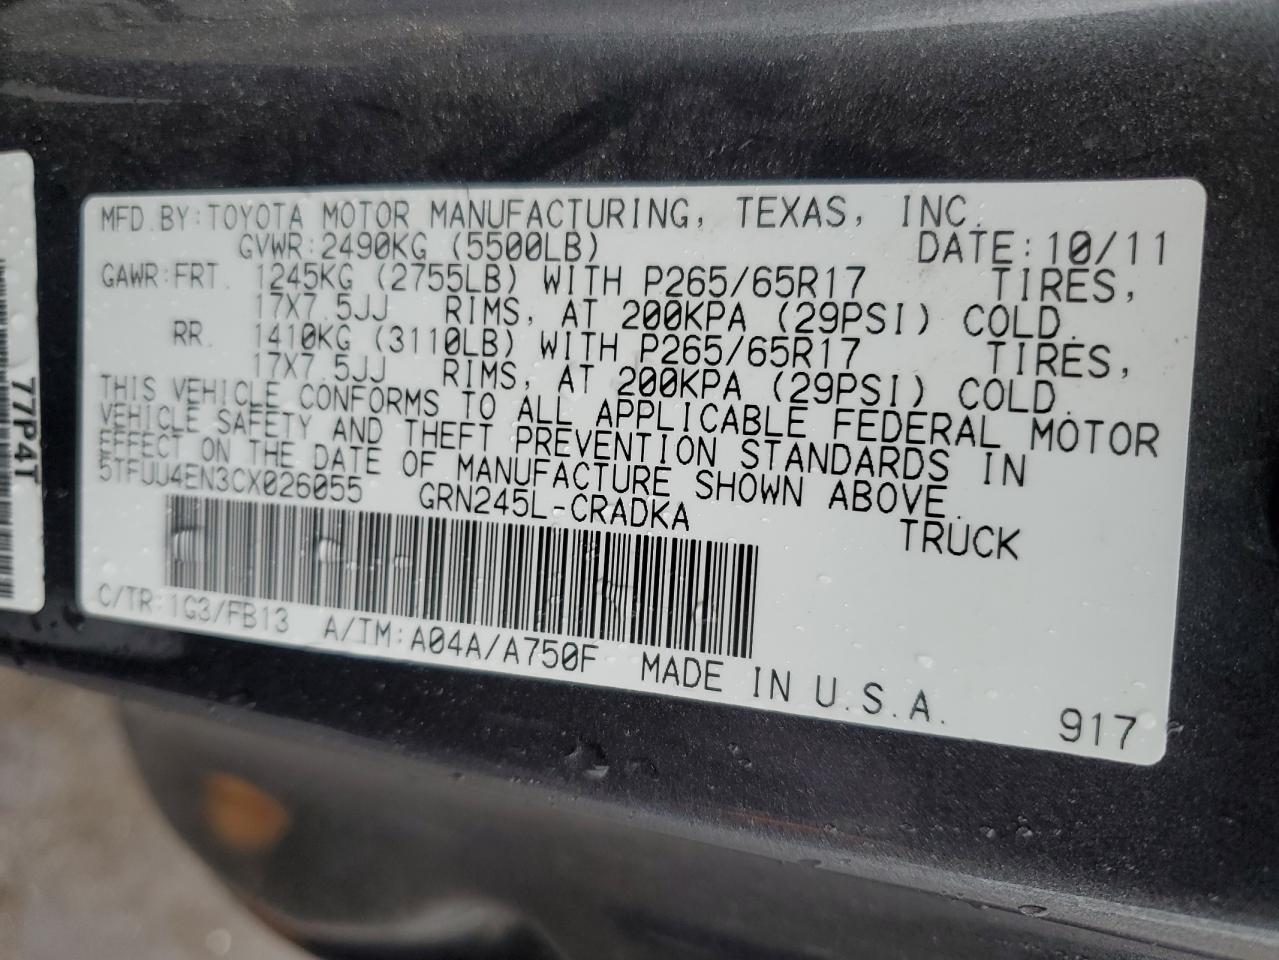 MFD.BY:TOYOTA MOTOR MANUFACTURING, TEXAS, INC.
GVWR:2490KG (5500LB) DATE:10/11
GAWR:FRT. 1245KG (2755LB) WITH P265/65R17 TIRES,
17X7.5JJ RIMS, AT 200KPA (29PSI) COLD.
RR. 1410KG (3110LB) WITH P265/65R17 TIRES,
17X7.5JJ RIMS, AT 200KPA (29PSI) COLD.
THIS VEHICLE CONFORMS TO ALL APPLICABLE FEDERAL MOTOR
VEHICLE SAFETY AND THEFT PREVENTION STANDARDS IN
EFFECT ON THE DATE OF MANUFACTURE SHOWN ABOVE.
5TFUU4EN3CX026055 GRN245L-CRADKA TRUCK
C/TR:1G3/FB13 A/TM:A04A/A750F MADE IN U.S.A.
917
77P4T